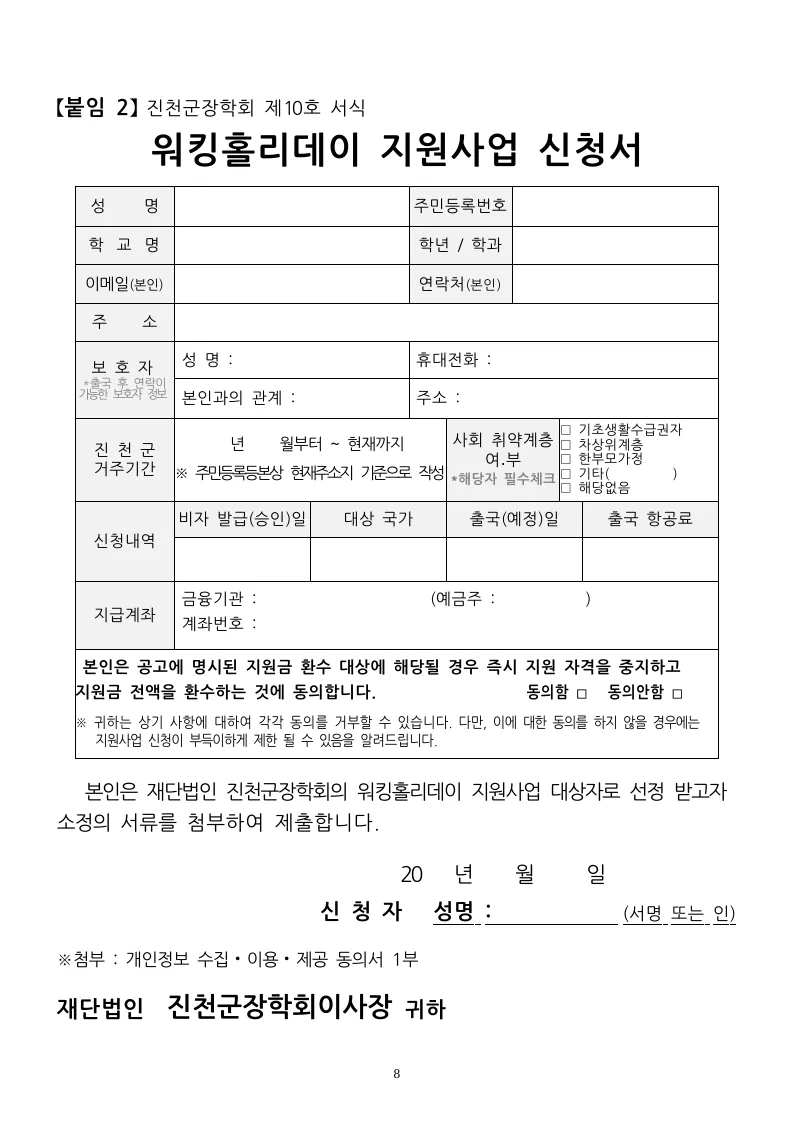 【붙임 2】 진천군장학회 제10호 서식
워킹홀리데이 지원사업 신청서
성 명 주민등록번호
학 교 명 학년 / 학과
이메일(본인) 연락처(본인)
주 소
보 호 자
*출국 후 연락이
가능한 보호자 정보
성 명 : 휴대전화 :
본인과의 관계 : 주소 :
진 천 군
거주기간
년 월부터 ~ 현재까지
※ 주민등록등본상 현재주소지 기준으로 작성
사회 취약계층
여.부
*해당자 필수체크
□ 기초생활수급권자
□ 차상위계층
□ 한부모가정
□ 기타( )
□ 해당없음
신청내역
비자 발급(승인)일 대상 국가 출국(예정)일 출국 항공료
지급계좌
금융기관 : (예금주 : )
계좌번호 :
본인은 공고에 명시된 지원금 환수 대상에 해당될 경우 즉시 지원 자격을 중지하고
지원금 전액을 환수하는 것에 동의합니다. 동의함 □ 동의안함 □
※ 귀하는 상기 사항에 대하여 각각 동의를 거부할 수 있습니다. 다만, 이에 대한 동의를 하지 않을 경우에는
지원사업 신청이 부득이하게 제한 될 수 있음을 알려드립니다.
본인은 재단법인 진천군장학회의 워킹홀리데이 지원사업 대상자로 선정 받고자
소정의 서류를 첨부하여 제출합니다.
20 년 월 일
신 청 자 성명 : (서명 또는 인)
※첨부 : 개인정보 수집・이용・제공 동의서 1부
재단법인 진천군장학회이사장 귀하
8